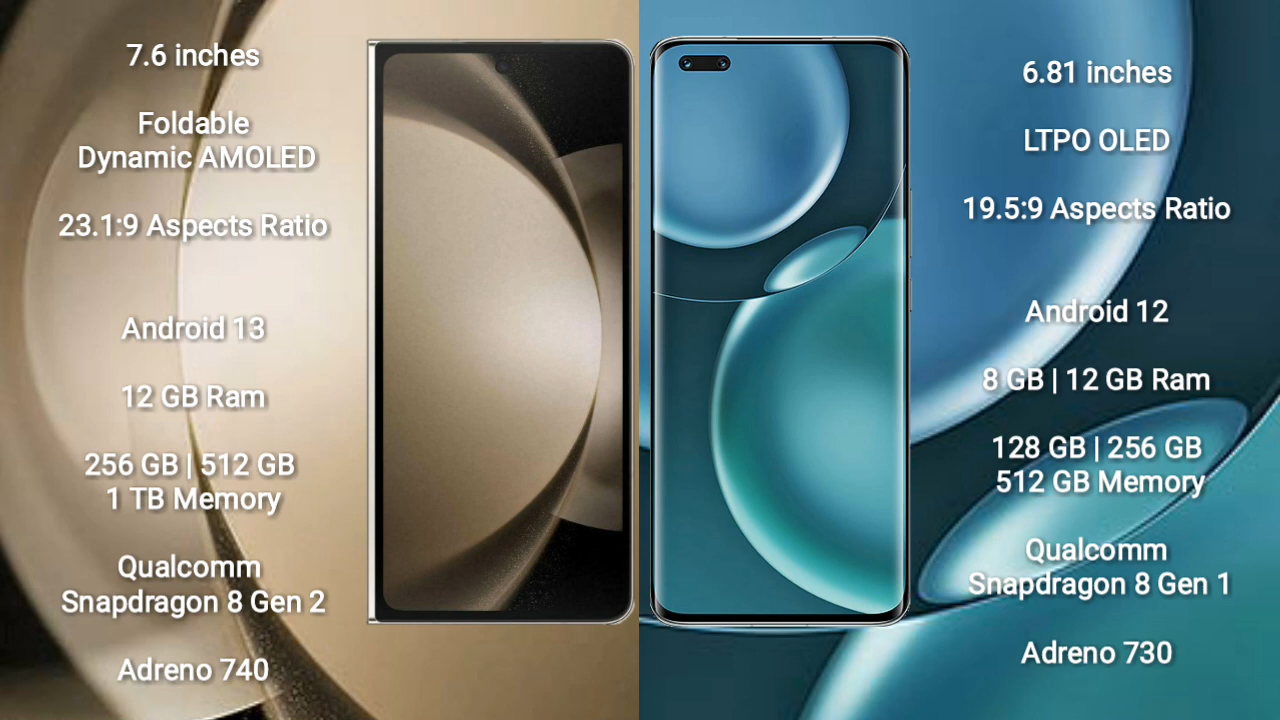 7.6 inches
Foldable
Dynamic AMOLED
23.1:9 Aspects Ratio
Android 13
12 GB Ram
256 GB | 512 GB
1 TB Memory
Qualcomm
Snapdragon 8 Gen 2
Adreno 740
6.81 inches
LTPO OLED
19.5:9 Aspects Ratio
Android 12
8 GB | 12 GB Ram
128 GB | 256 GB
512 GB Memory
Qualcomm
Snapdragon 8 Gen 1
Adreno 730